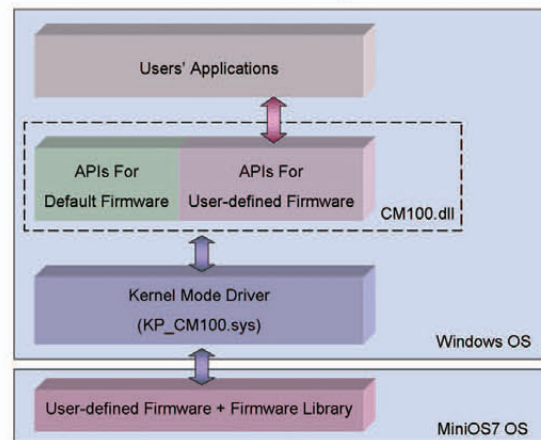 Users' Applications
APIs For
Default Firmware
APIs For
User-defined Firmware
CM100.dll
Kernel Mode Driver
(KP_CM100.sys)
Windows OS
User-defined Firmware + Firmware Library
MiniOS7 OS